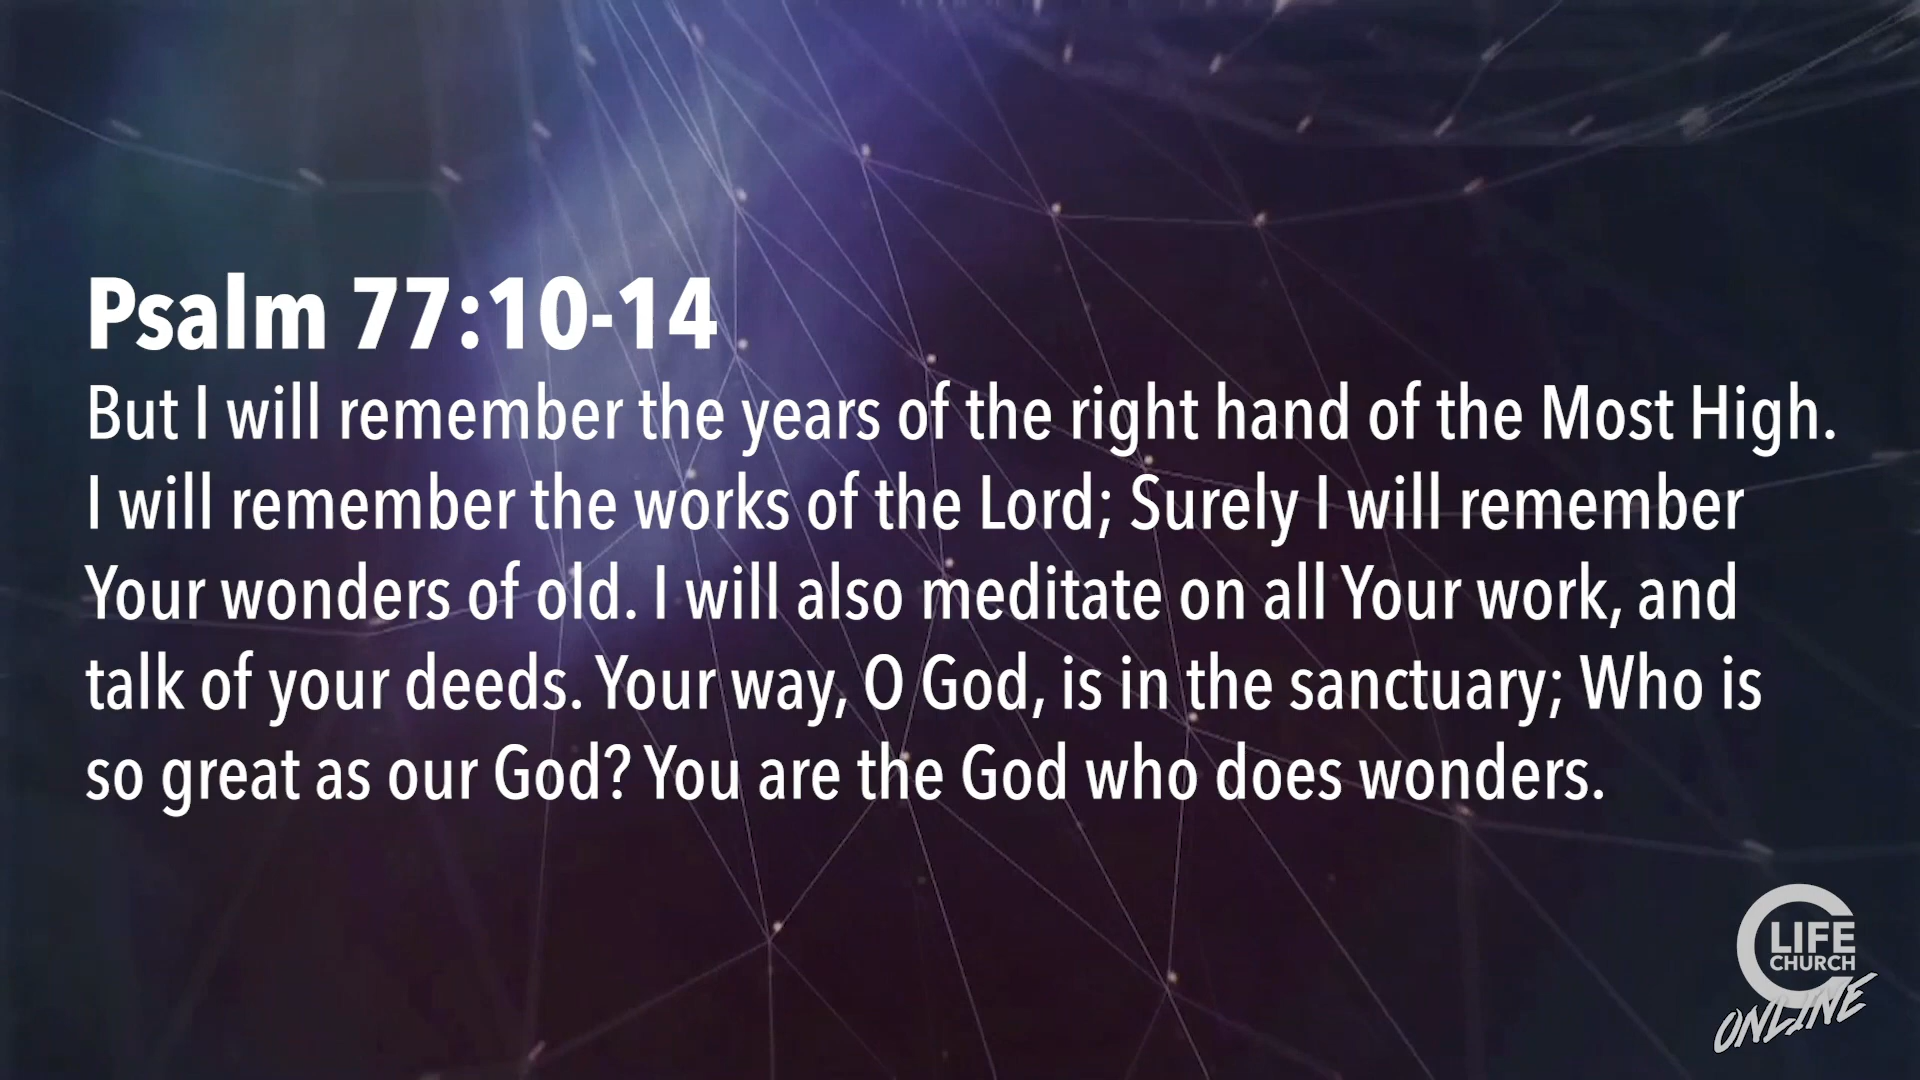 Psalm 77:10-14
But I will remember the years of the right hand of the Most High.
I will remember the works of the Lord; Surely I will remember
Your wonders of old. I will also meditate on all Your work, and
talk of your deeds. Your way, O God, is in the sanctuary; Who is
so great as our God? You are the God who does wonders.
LIFE
CHURCH
ONLINE